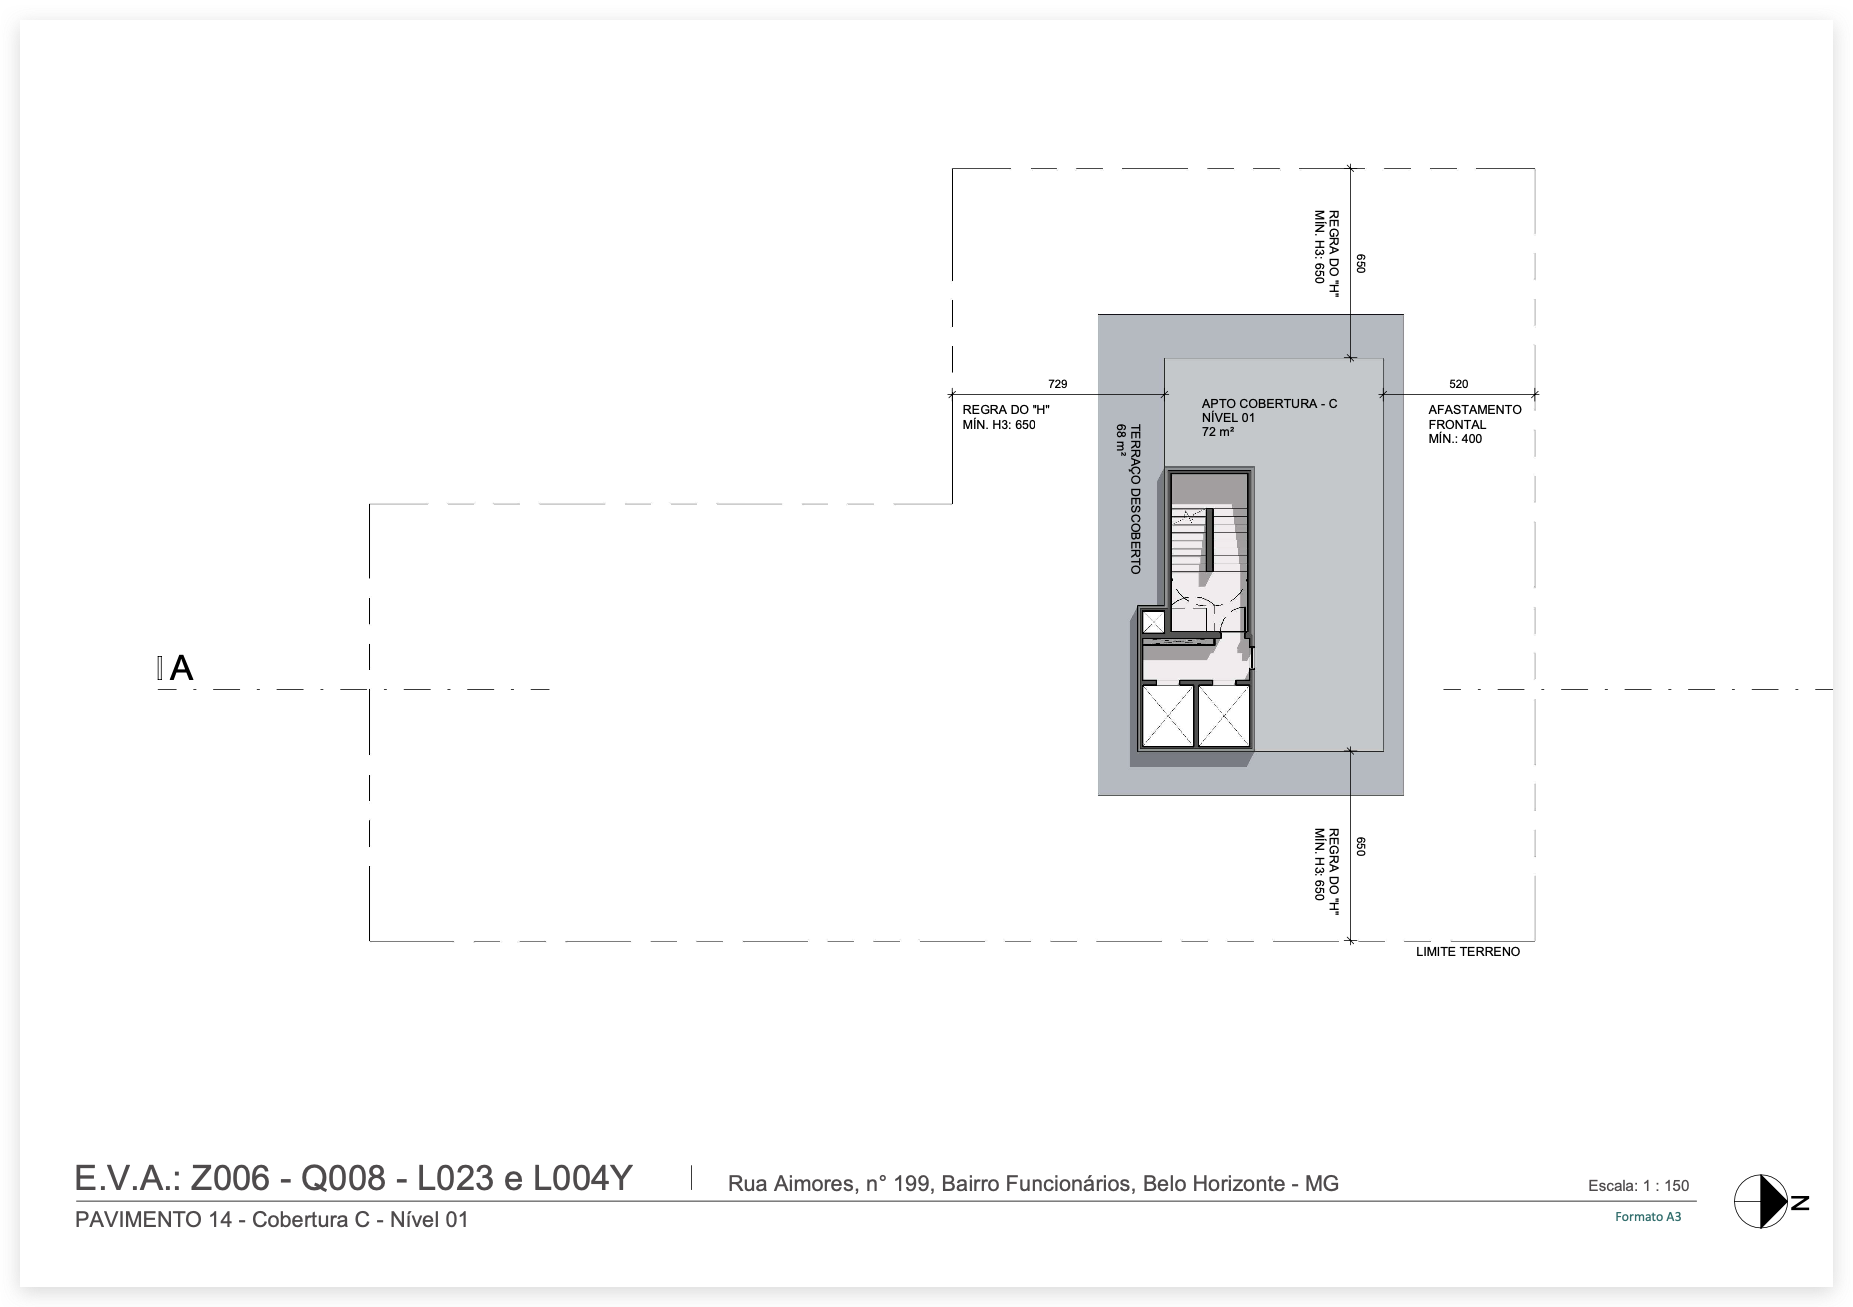 REGRA DO "H"
MÍN. H3: 650
650
729
REGRA DO "H"
MÍN. H3: 650
APTO COBERTURA - C
NÍVEL 01
72 m²
520
AFASTAMENTO
FRONTAL
MÍN.: 400
TERRAÇO DESCOBERTO
68 m²
A
REGRA DO "H"
MÍN. H3: 650
650
LIMITE TERRENO
E.V.A.: Z006 - Q008 - L023 e L004Y
Rua Aimores, n° 199, Bairro Funcionários, Belo Horizonte - MG
Escala: 1 : 150
PAVIMENTO 14 - Cobertura C - Nível 01
Formato A3
N